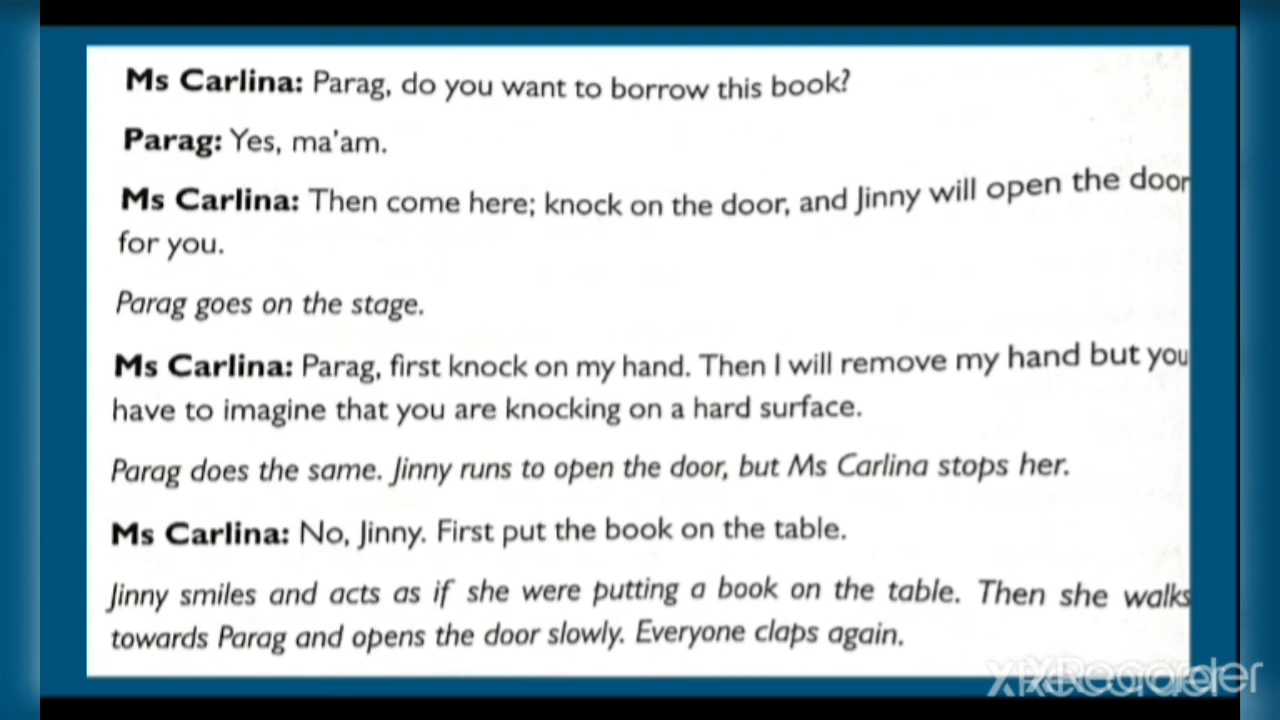 Ms Carlina: Parag, do you want to borrow this book?
Parag: Yes, ma'am.
Ms Carlina: Then come here; knock on the door, and Jinny will open the door
for you.
Parag goes on the stage.
Ms Carlina: Parag, first knock on my hand. Then I will remove my hand but you
have to imagine that you are knocking on a hard surface.
Parag does the same. Jinny runs to open the door, but Ms Carlina stops her.
Ms Carlina: No, Jinny. First put the book on the table.
Jinny smiles and acts as if she were putting a book on the table. Then she walks
towards Parag and opens the door slowly. Everyone claps again.